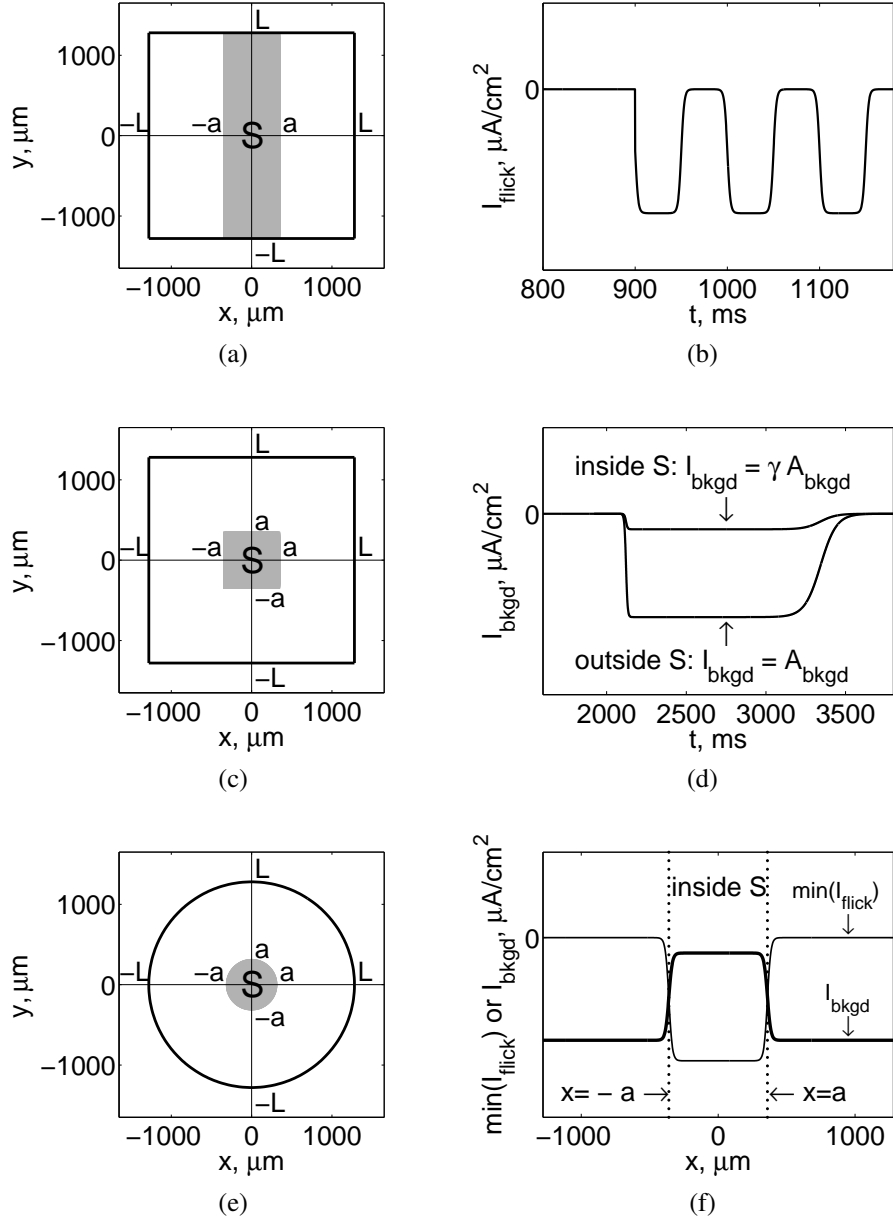 1000
0
−1000
y, μm
−1000 0 1000
x, μm
L
−L
−a
a
L
S
−L
(a)
0
I_flick, μA/cm²
800 900 1000 1100
t, ms
(b)
1000
0
−1000
y, μm
−1000 0 1000
x, μm
L
a
−L
−a
a
L
S
−a
−L
(c)
0
I_bkgd, μA/cm²
inside S: I_bkgd = γ A_bkgd
outside S: I_bkgd = A_bkgd
2000 2500 3000 3500
t, ms
(d)
1000
0
−1000
y, μm
−1000 0 1000
x, μm
L
a
−L
−a
a
L
S
−a
−L
(e)
0
min(I_flick) or I_bkgd, μA/cm²
inside S
min(I_flick)
I_bkgd
x= − a →
← x=a
−1000 0 1000
x, μm
(f)